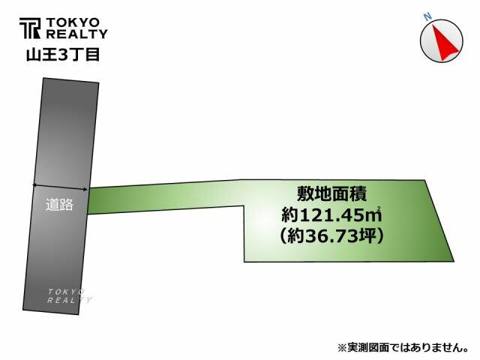 TR TOKYO
REALTY
山王3丁目
N
道路
敷地面積
約121.45㎡
（約36.73坪）
TOKYO
REALTY
※実測図面ではありません。